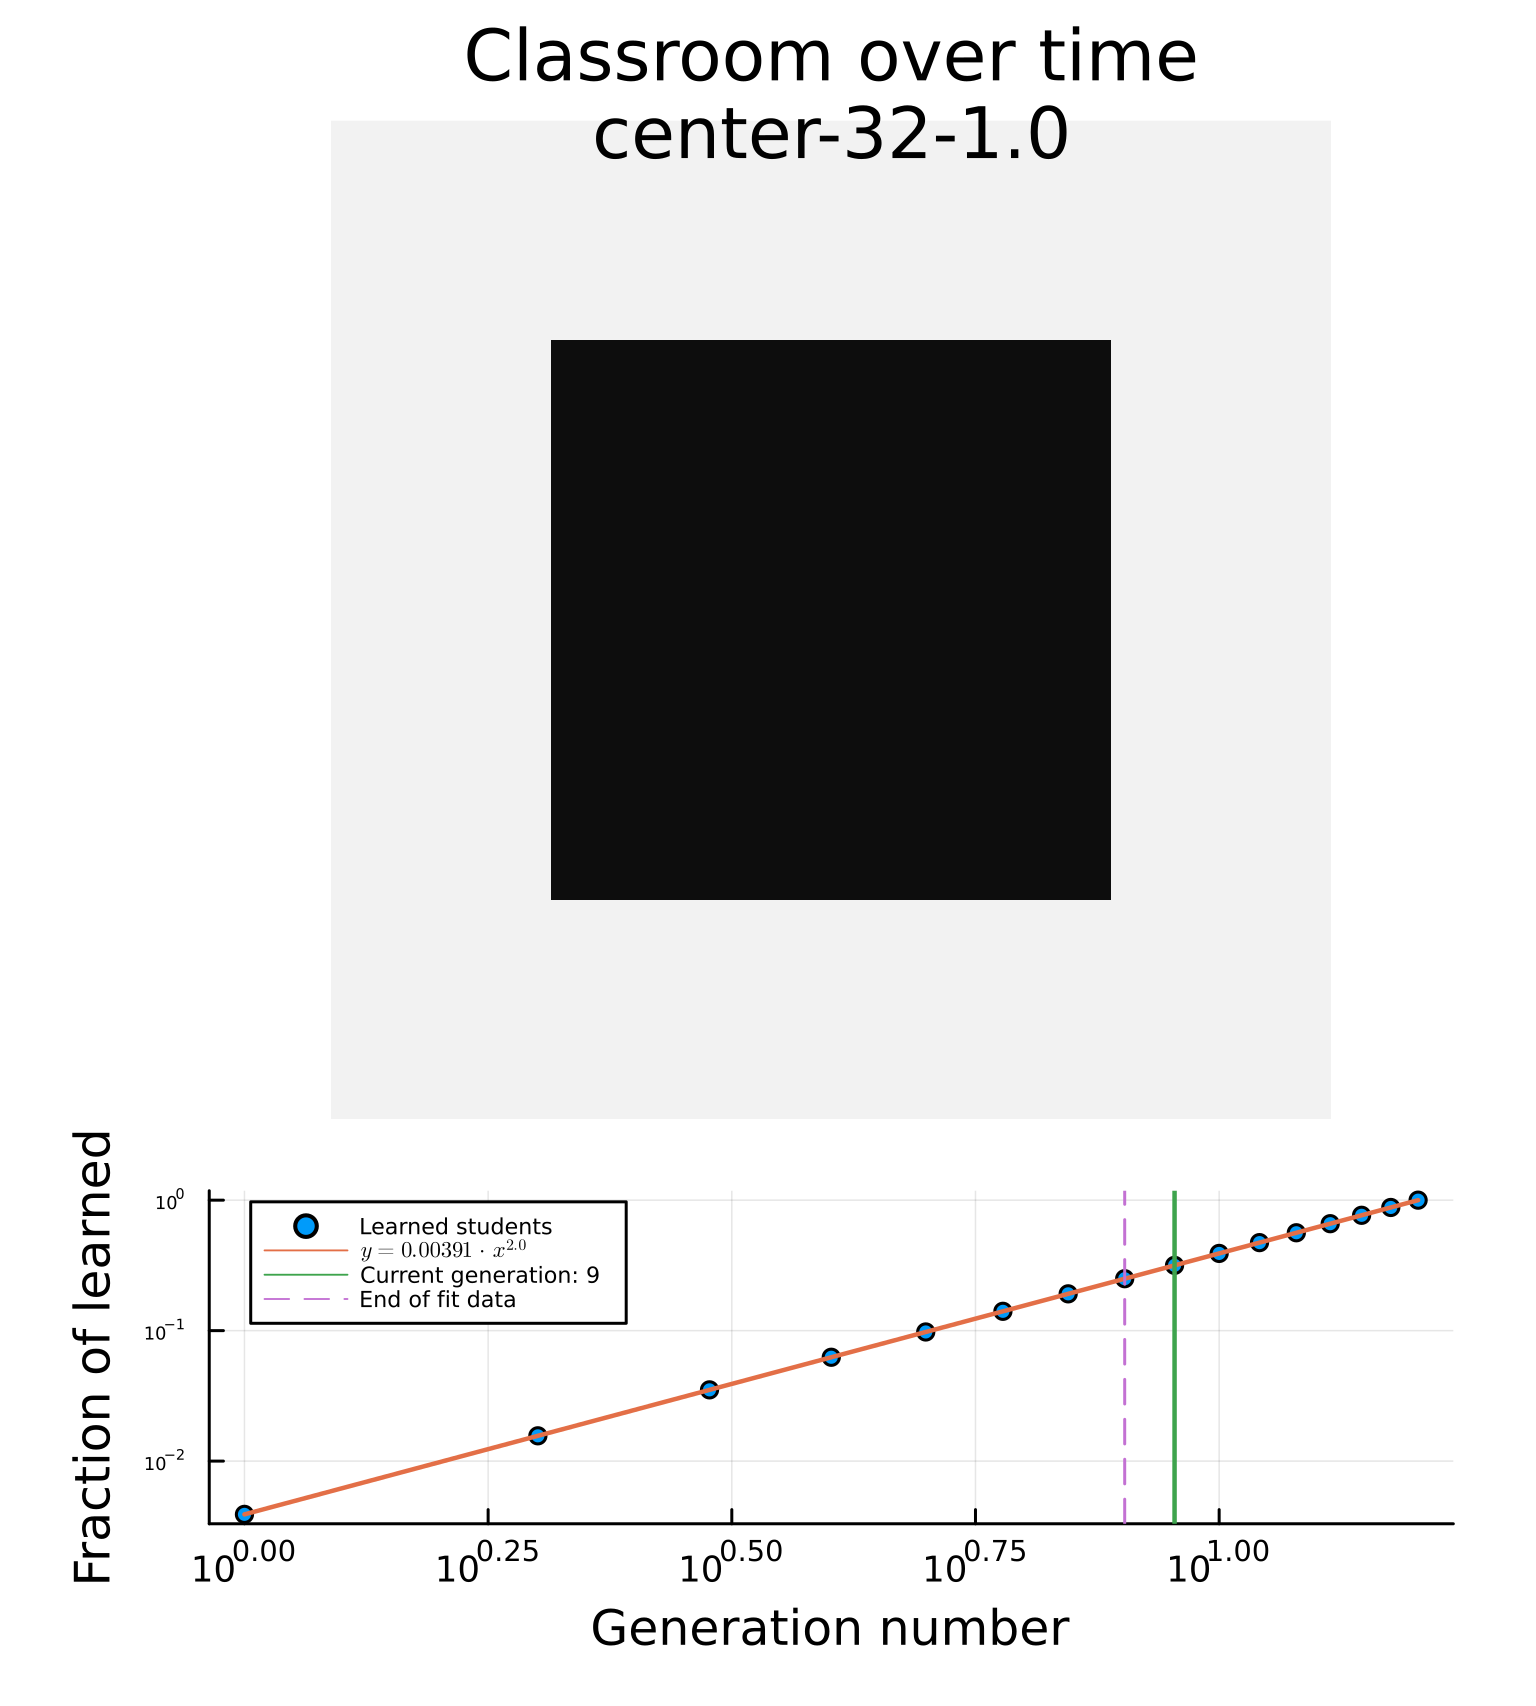 Classroom over time
center-32-1.0
Fraction of learned
10⁰
10⁻¹
10⁻²
Learned students
y = 0.00391 · x^{2.0}
Current generation: 9
End of fit data
10^{0.00} 10^{0.25} 10^{0.50} 10^{0.75} 10^{1.00}
Generation number